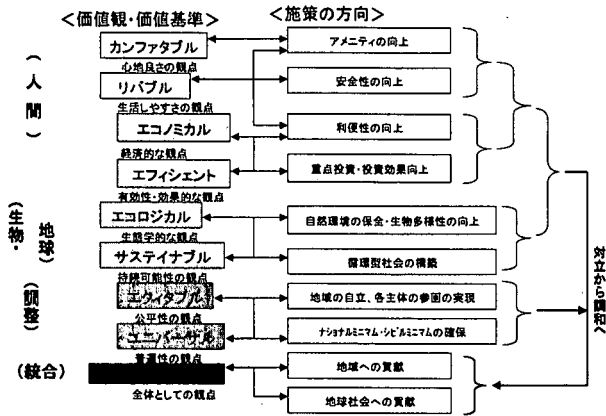 ＜価値観・価値基準＞
＜施策の方向＞
（人間）
カンファタブル
心地良さの観点
リバブル
生活しやすさの観点
エコノミカル
経済的な観点
エフィシェント
有効性・効果的な観点
（生物・地球）
エコロジカル
生態学的な観点
サステイナブル
持続可能性の観点
（調整）
エクイタブル
公平性の観点
ユニバーサル
普遍性の観点
（統合）
全体としての観点
アメニティの向上
安全性の向上
利便性の向上
重点投資・投資効果向上
自然環境の保全・生物多様性の向上
循環型社会の構築
地域の自立、各主体の参画の実現
ナショナルミニマム・シビルミニマムの確保
地域への貢献
地球社会への貢献
対立から調和へ